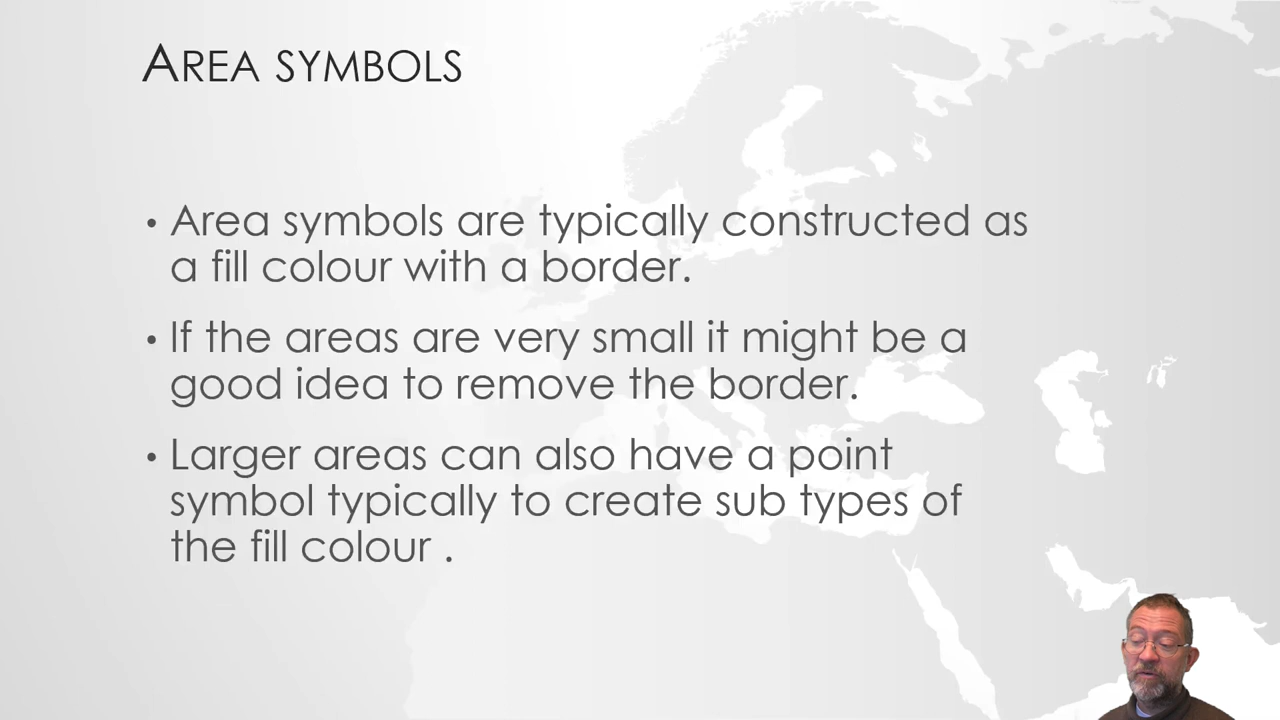 AREA SYMBOLS
• Area symbols are typically constructed as
a fill colour with a border.
• If the areas are very small it might be a
good idea to remove the border.
• Larger areas can also have a point
symbol typically to create sub types of
the fill colour .